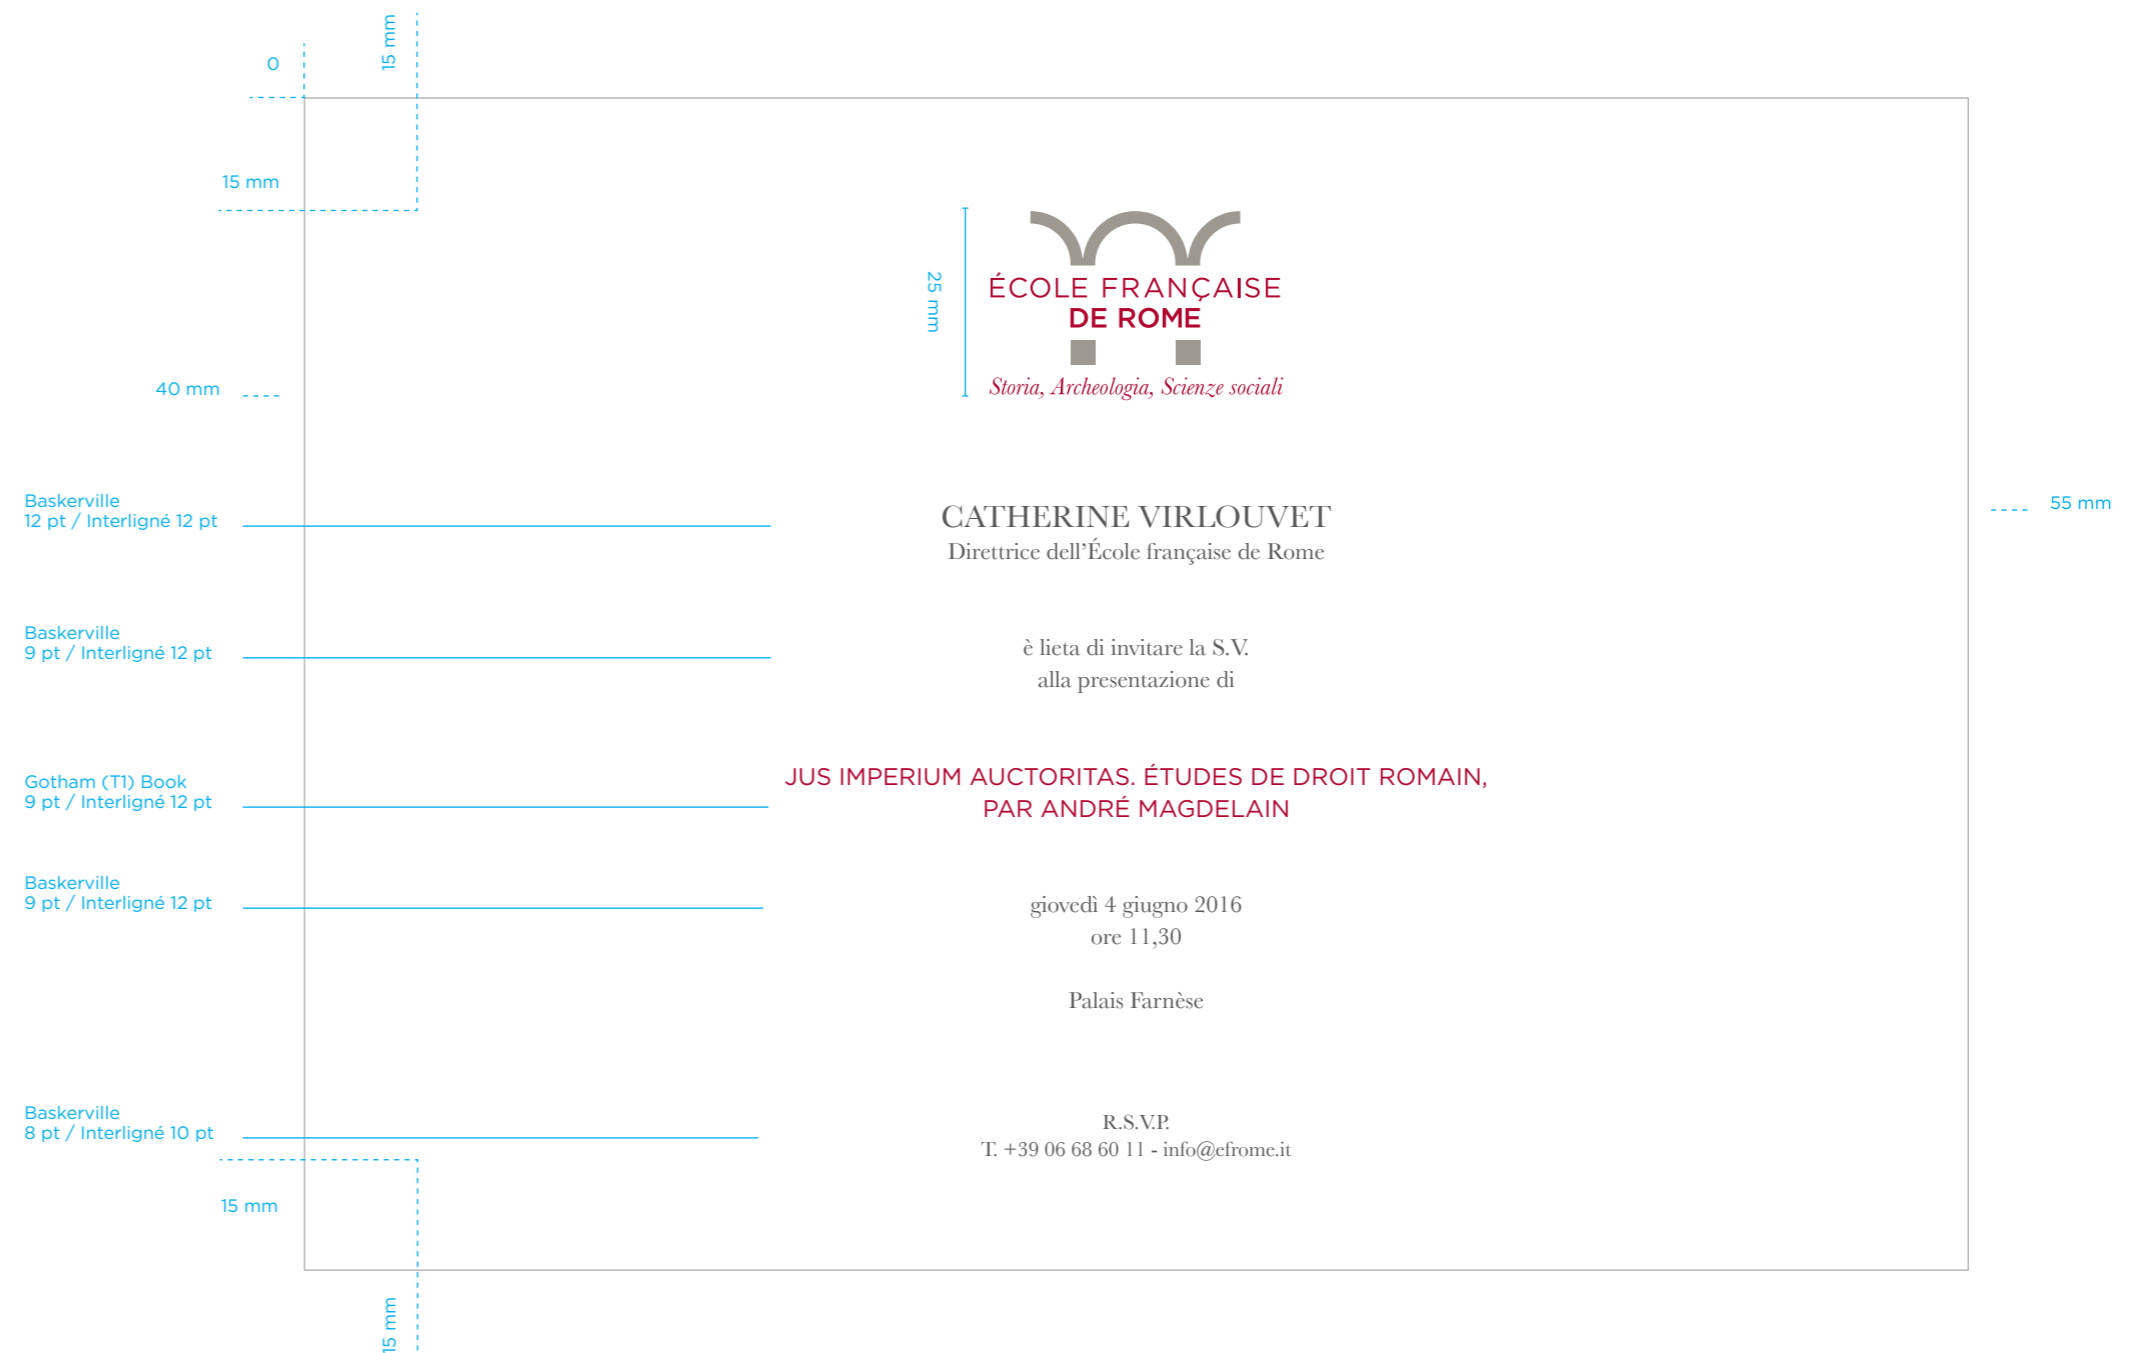 0
15 mm
15 mm
25 mm
ÉCOLE FRANÇAISE
DE ROME
Storia, Archeologia, Scienze sociali
40 mm
Baskerville
12 pt / Interligné 12 pt
CATHERINE VIRLOUVET
Direttrice dell’École française de Rome
55 mm
Baskerville
9 pt / Interligné 12 pt
è lieta di invitare la S.V.
alla presentazione di
Gotham (T1) Book
9 pt / Interligné 12 pt
JUS IMPERIUM AUCTORITAS. ÉTUDES DE DROIT ROMAIN,
PAR ANDRÉ MAGDELAIN
Baskerville
9 pt / Interligné 12 pt
giovedì 4 giugno 2016
ore 11,30
Palais Farnèse
Baskerville
8 pt / Interligné 10 pt
R.S.V.P.
T. +39 06 68 60 11 - info@efrome.it
15 mm
15 mm